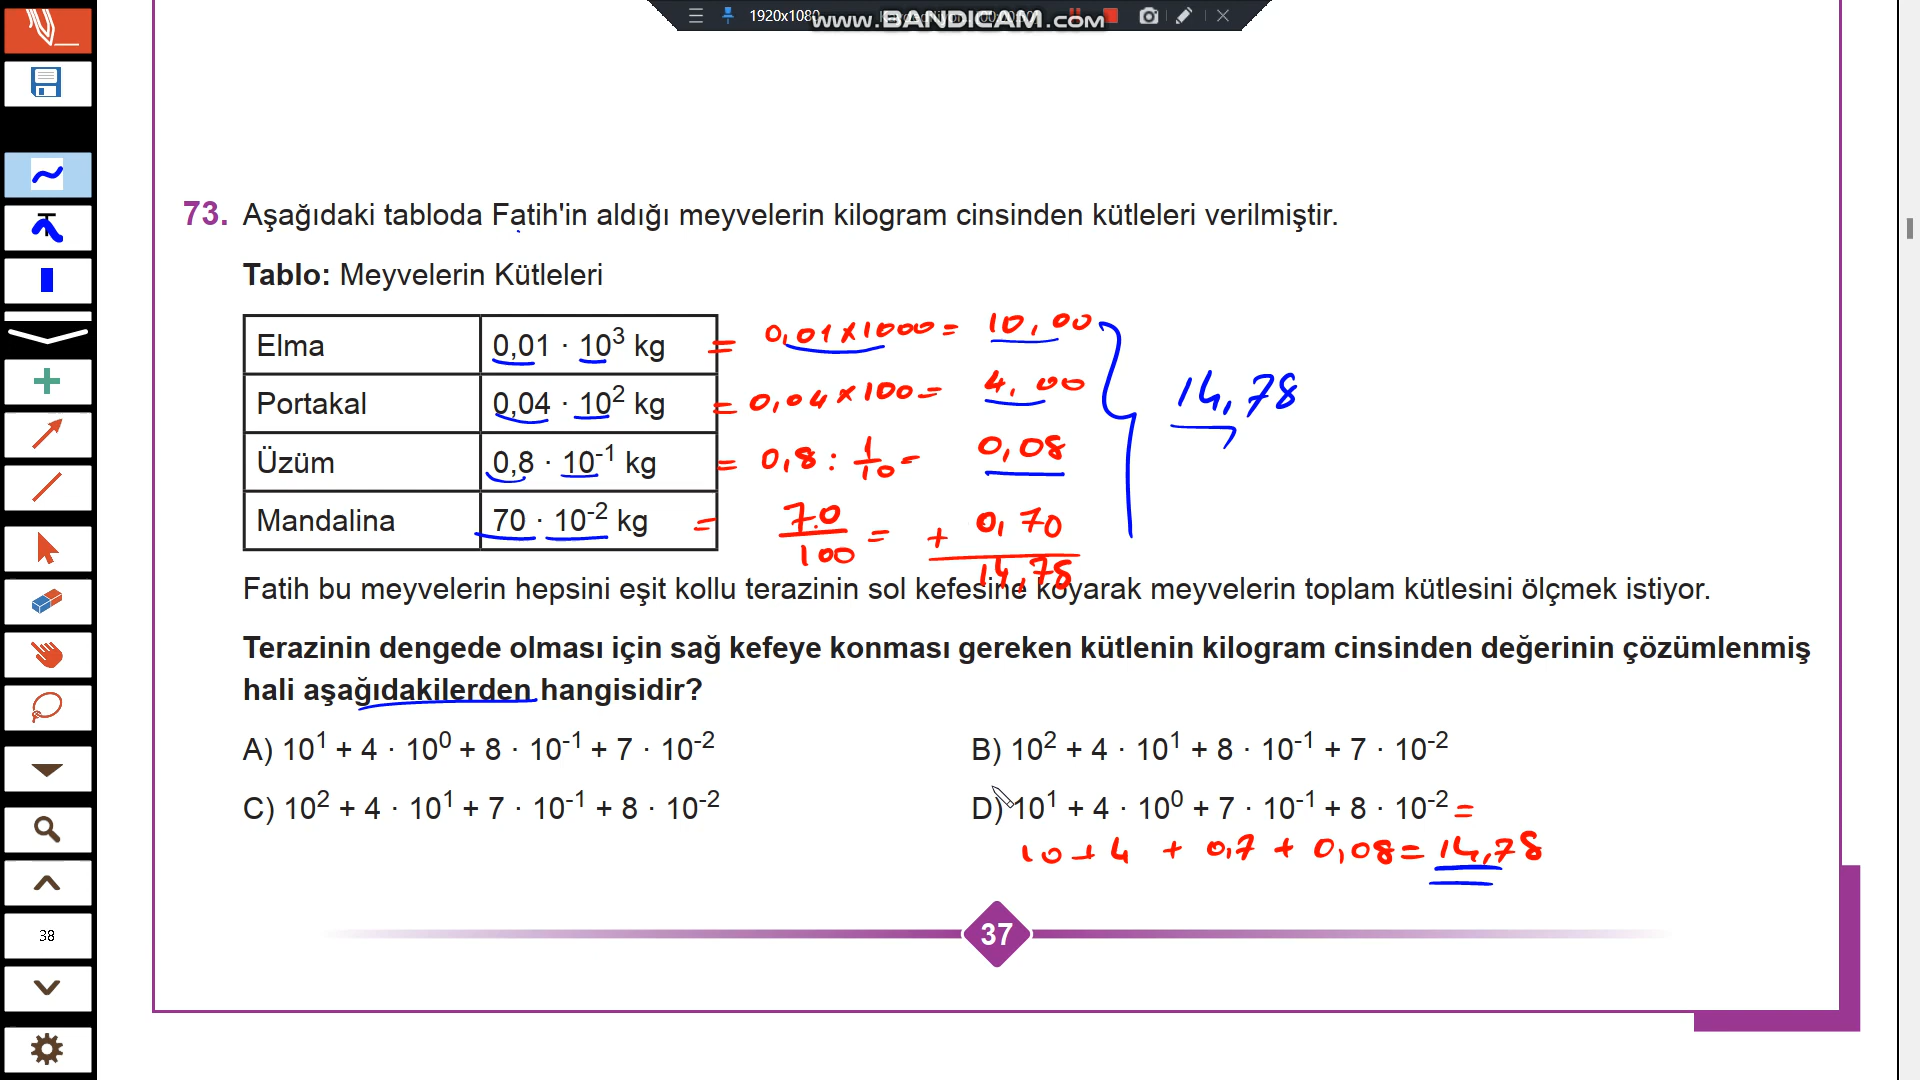 1920x1080
www.BANDICAM.com
73. Aşağıdaki tabloda Fatih'in aldığı meyvelerin kilogram cinsinden kütleleri verilmiştir.
Tablo: Meyvelerin Kütleleri
Elma 0,01 · 10³ kg = 0,01 x 1000 = 10,00
Portakal 0,04 · 10² kg = 0,04 x 100 = 4,00
14,78
Üzüm 0,8 · 10⁻¹ kg = 0,8 : 1/10 = 0,08
Mandalina 70 · 10⁻² kg = 70/100 = + 0,70
14,78
Fatih bu meyvelerin hepsini eşit kollu terazinin sol kefesine koyarak meyvelerin toplam kütlesini ölçmek istiyor.
Terazinin dengede olması için sağ kefeye konması gereken kütlenin kilogram cinsinden değerinin çözümlenmiş
hali aşağıdakilerden hangisidir?
A) 10¹ + 4 · 10⁰ + 8 · 10⁻¹ + 7 · 10⁻²
B) 10² + 4 · 10¹ + 8 · 10⁻¹ + 7 · 10⁻²
C) 10² + 4 · 10¹ + 7 · 10⁻¹ + 8 · 10⁻²
D) 10¹ + 4 · 10⁰ + 7 · 10⁻¹ + 8 · 10⁻² =
10 + 4 + 0,7 + 0,08 = 14,78
37
38